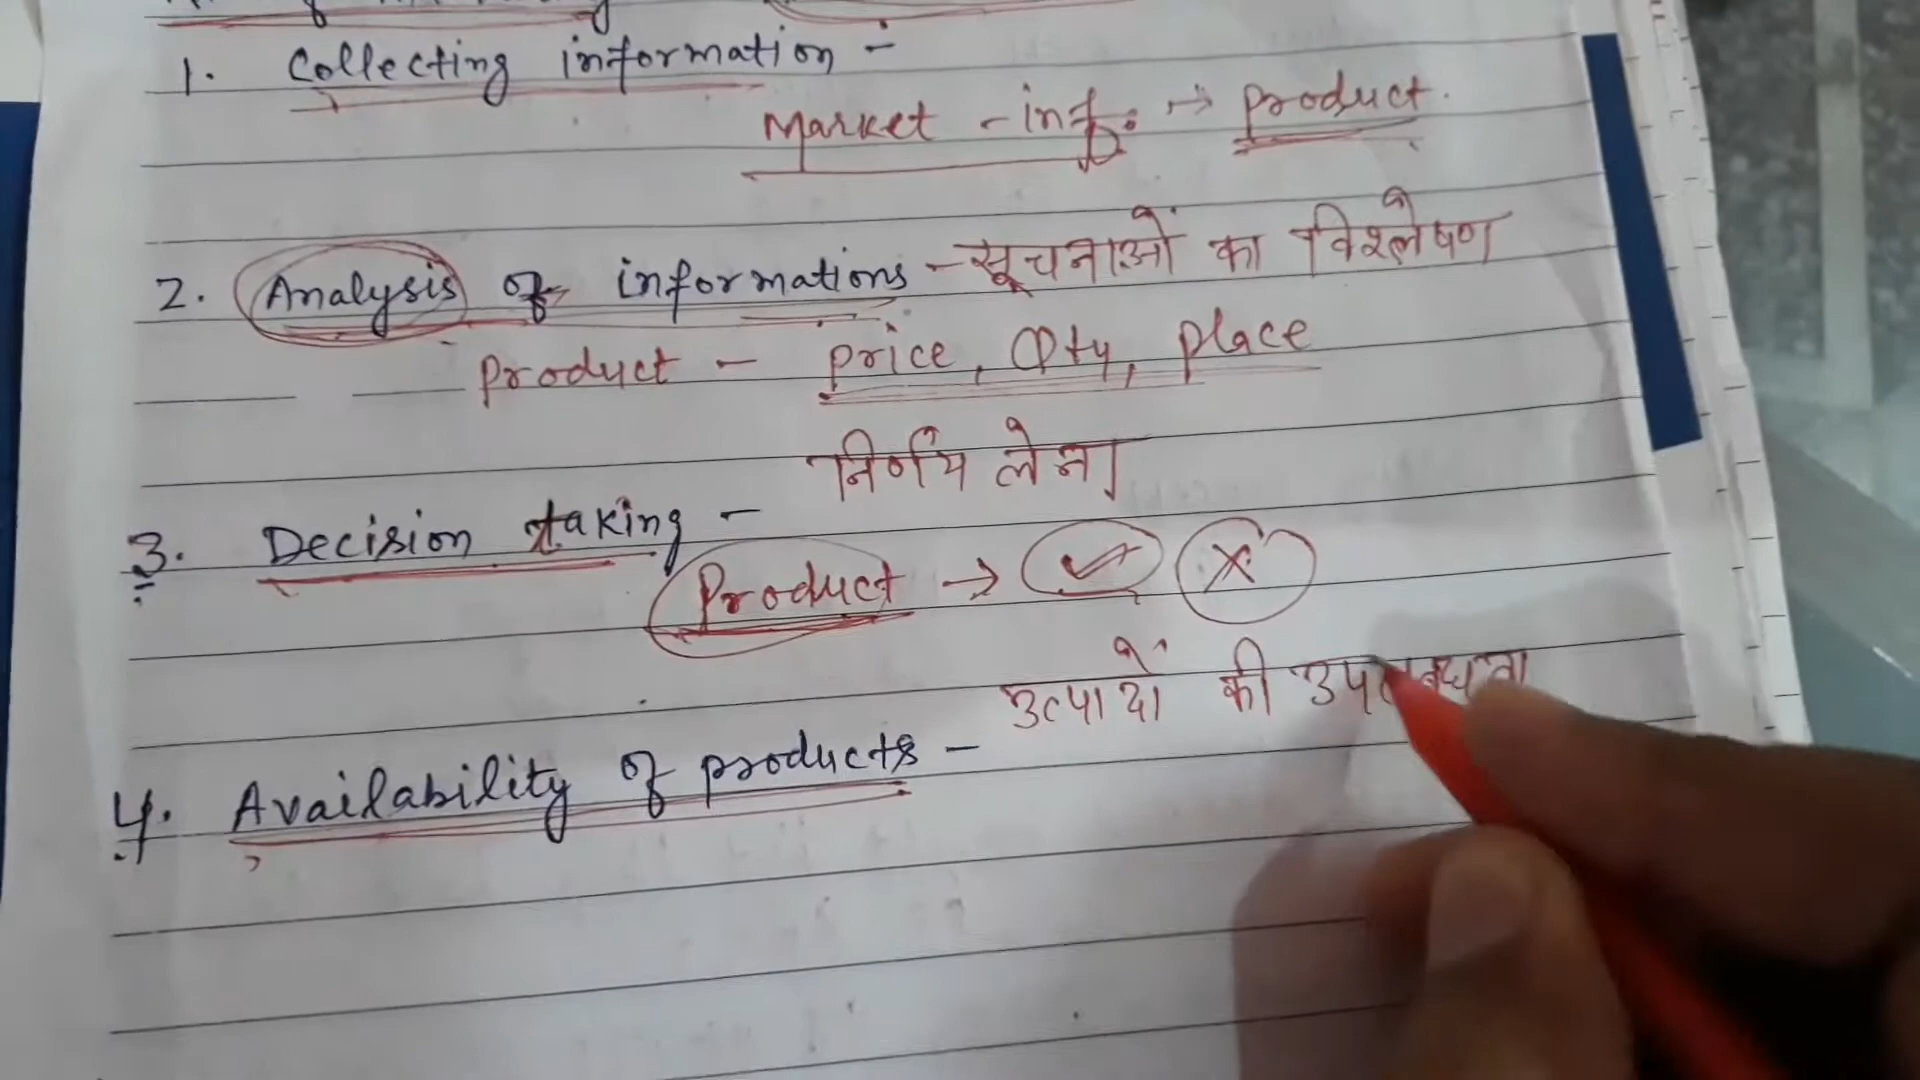 1. Collecting information -
Market - inf. → product.
2. Analysis of informations - सूचनाओं का विश्लेषण
Product - price, Qty, place
निर्णय लेना
3. Decision taking -
Product → ✓ X
उत्पादों की उपलब्धता
4. Availability of products -